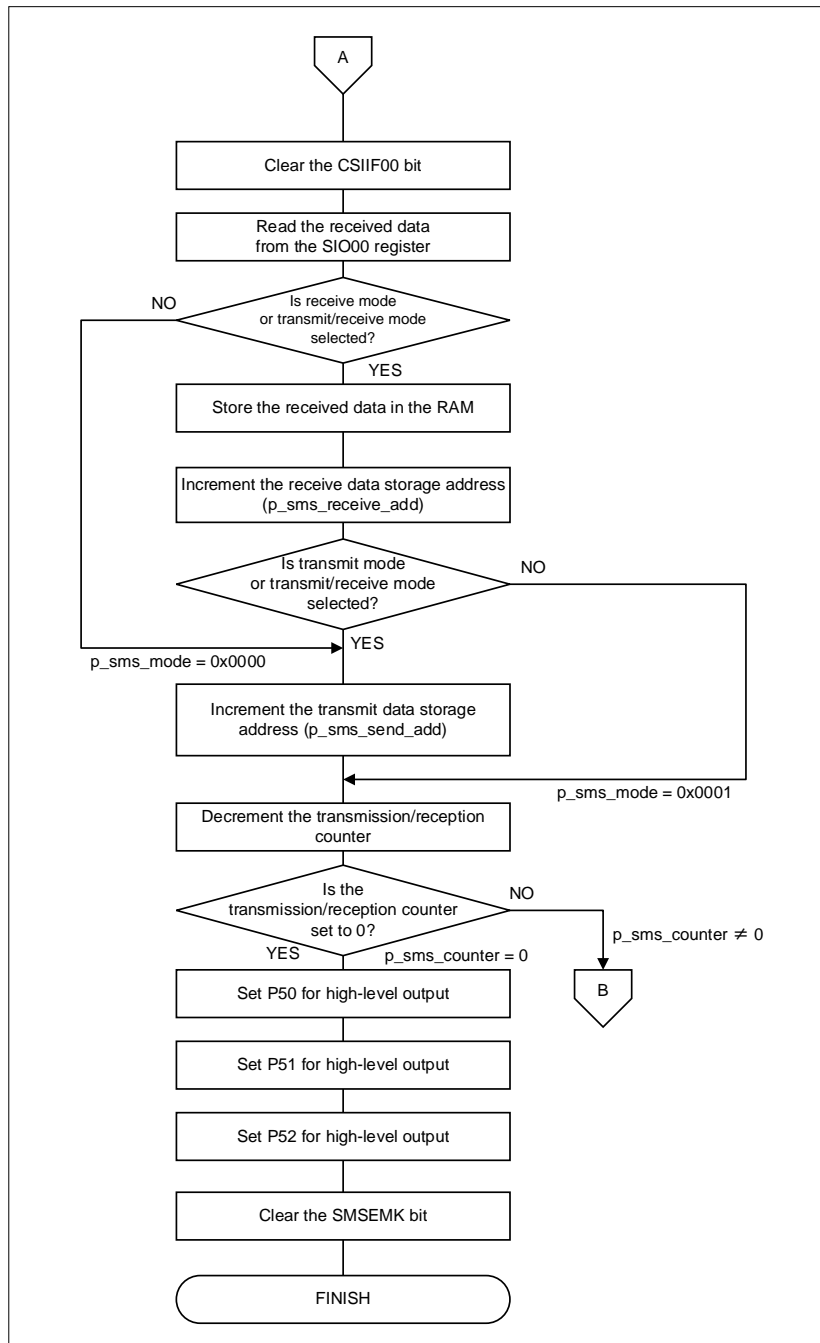 A
Clear the CSIIF00 bit
Read the received data
from the SIO00 register
NO
Is receive mode
or transmit/receive mode
selected?
YES
Store the received data in the RAM
Increment the receive data storage address
(p_sms_receive_add)
Is transmit mode
or transmit/receive mode
selected?
NO
YES
p_sms_mode = 0x0000
Increment the transmit data storage
address (p_sms_send_add)
p_sms_mode = 0x0001
Decrement the transmission/reception
counter
Is the
transmission/reception counter
set to 0?
NO
YES
p_sms_counter = 0
p_sms_counter ≠ 0
B
Set P50 for high-level output
Set P51 for high-level output
Set P52 for high-level output
Clear the SMSEMK bit
FINISH